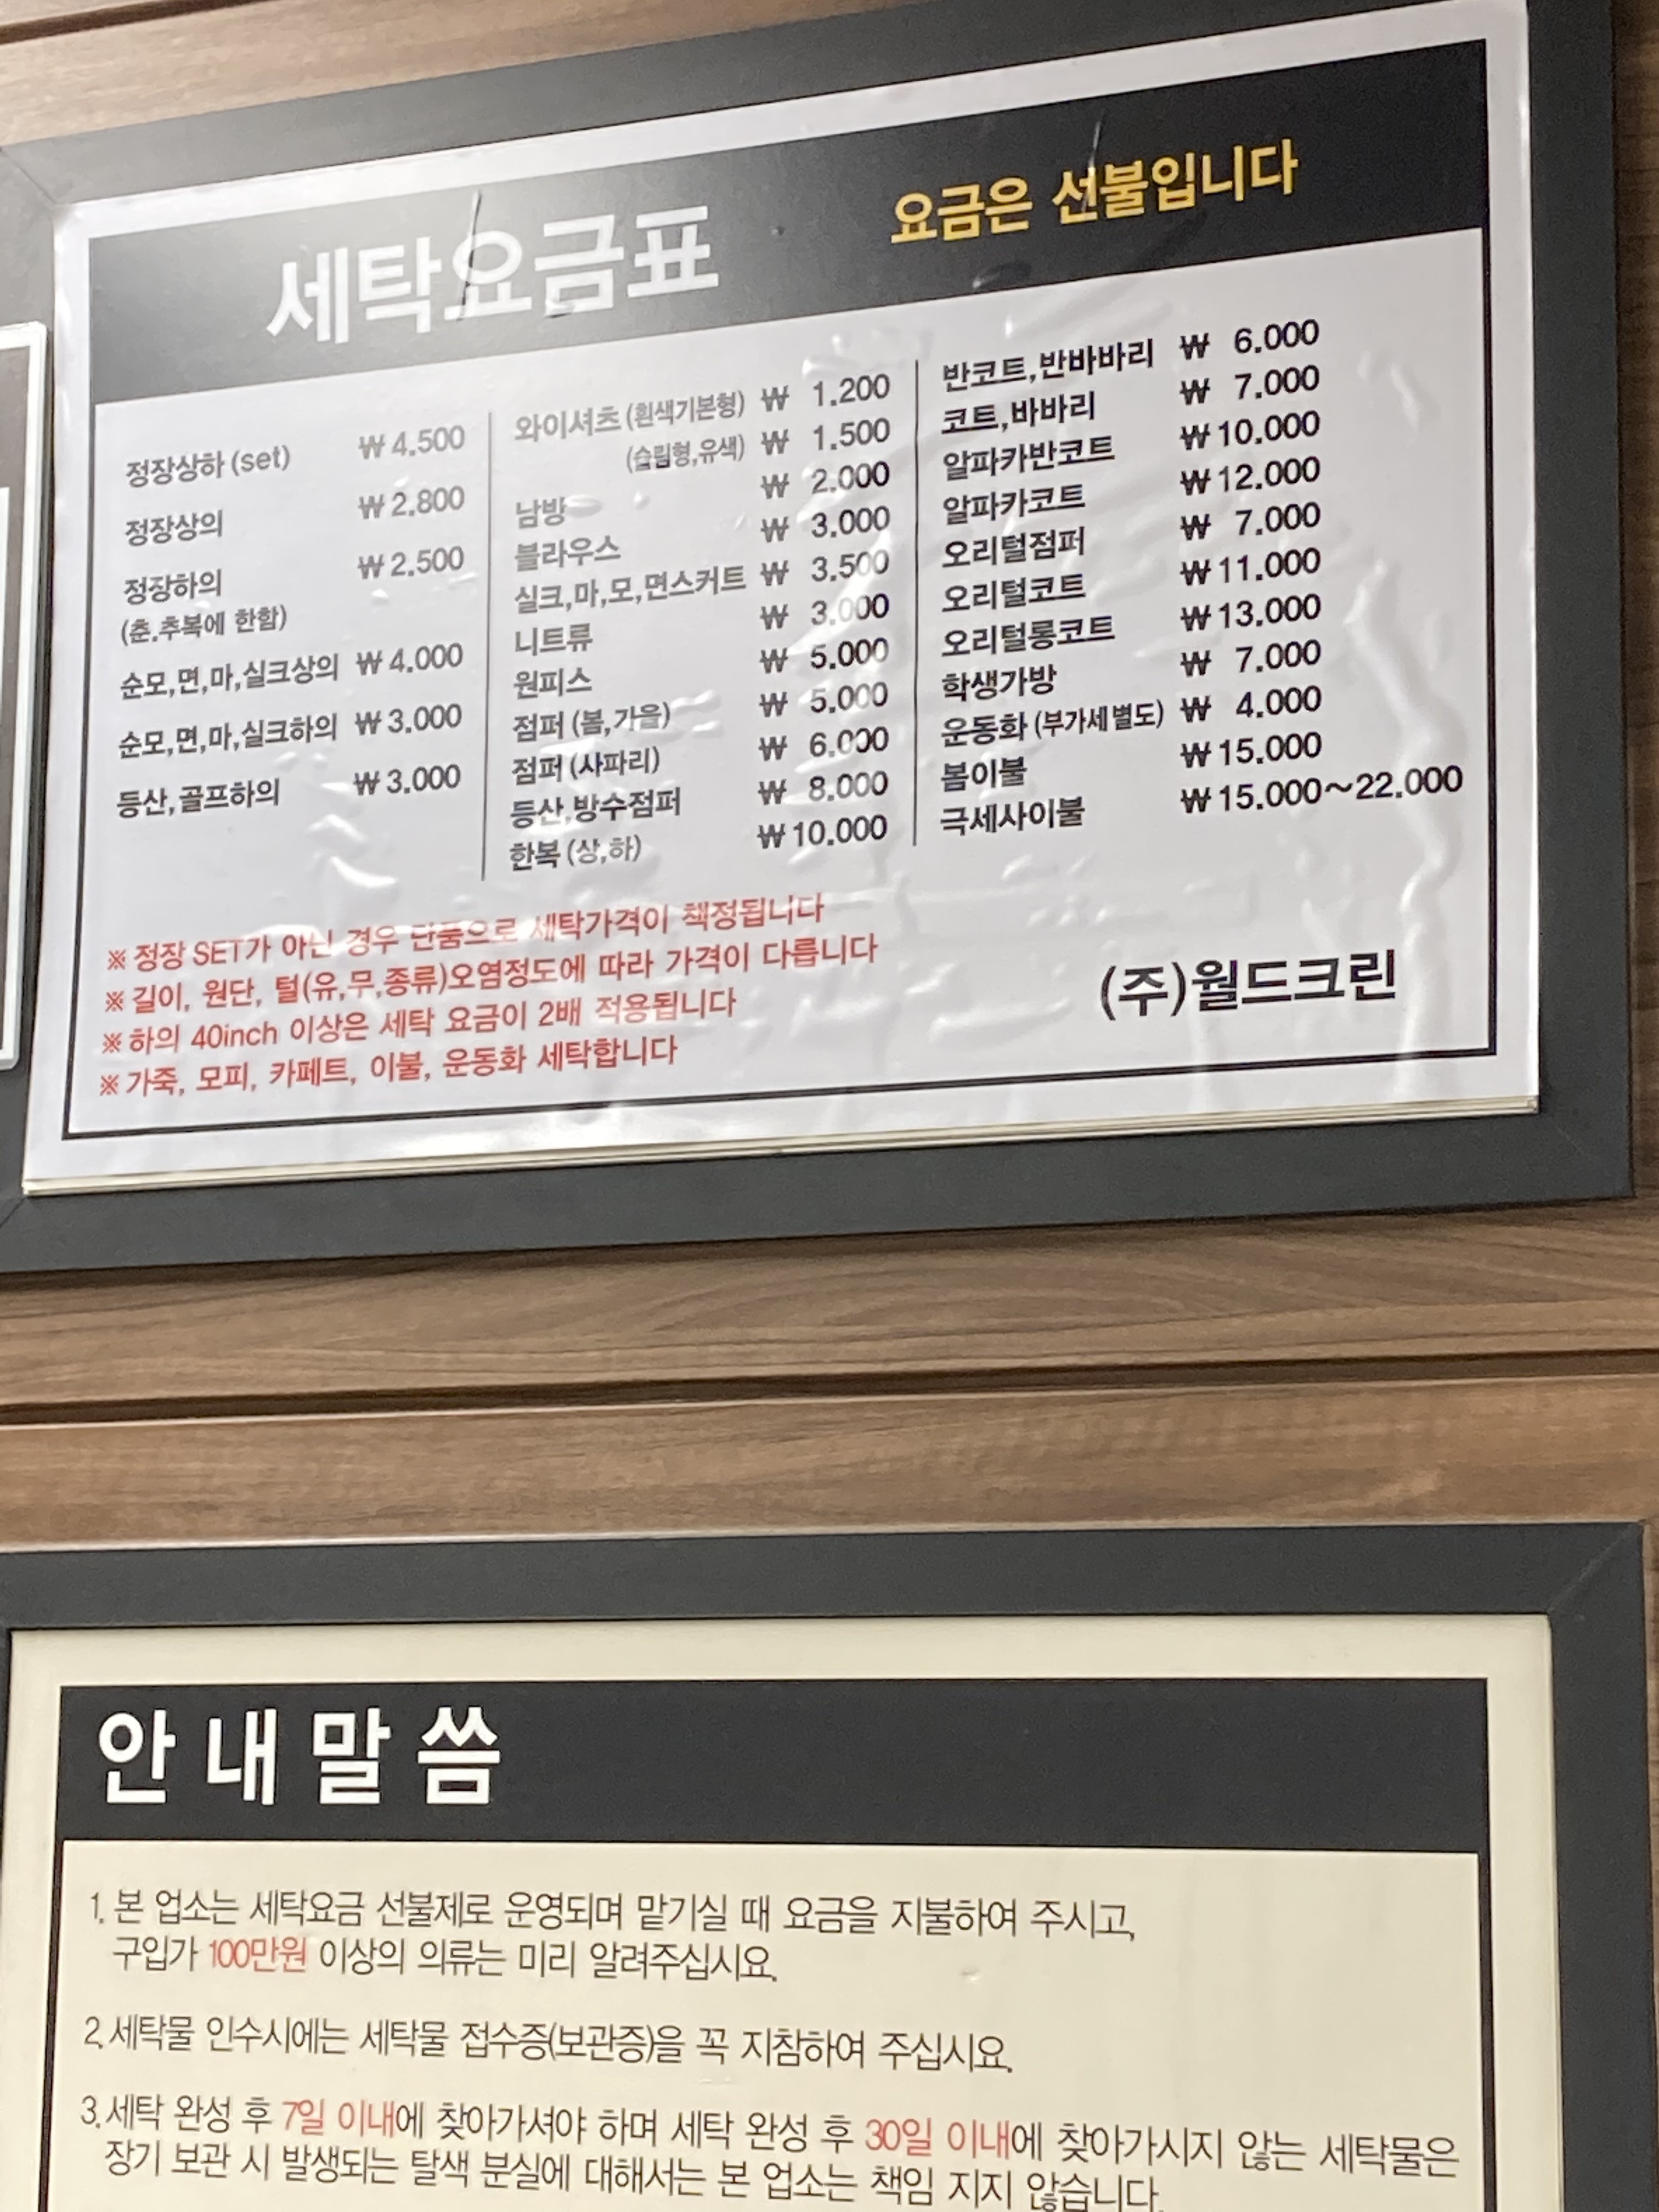 세탁요금표
요금은 선불입니다
정장상하 (set) ₩4.500
정장상의 ₩2.800
정장하의 ₩2.500
(춘.추복에 한함)
순모,면,마,실크상의 ₩4.000
순모,면,마,실크하의 ₩3.000
등산,골프하의 ₩3.000
와이셔츠 (흰색기본형) ₩ 1.200
(슬림형,유색) ₩ 1.500
남방 ₩ 2.000
블라우스 ₩ 3.000
실크,마,모,면스커트 ₩ 3.500
니트류 ₩ 3.000
원피스 ₩ 5.000
점퍼 (봄,가을) ₩ 5.000
점퍼 (사파리) ₩ 6.000
등산,방수점퍼 ₩ 8.000
한복 (상,하) ₩10.000
반코트,반바바리 ₩ 6.000
코트,바바리 ₩ 7.000
알파카반코트 ₩10.000
알파카코트 ₩12.000
오리털점퍼 ₩ 7.000
오리털코트 ₩11.000
오리털롱코트 ₩13.000
학생가방 ₩ 7.000
운동화 (부가세별도) ₩ 4.000
봄이불 ₩15.000
극세사이불 ₩15.000~22.000
※ 정장 SET가 아닌 경우 단품으로 세탁가격이 책정됩니다
※ 길이, 원단, 털(유,무,종류)오염정도에 따라 가격이 다릅니다
※ 하의 40inch 이상은 세탁 요금이 2배 적용됩니다
※ 가죽, 모피, 카페트, 이불, 운동화 세탁합니다
(주)월드크린
안내말씀
1. 본 업소는 세탁요금 선불제로 운영되며 맡기실 때 요금을 지불하여 주시고,
구입가 100만원 이상의 의류는 미리 알려주십시요.
2. 세탁물 인수시에는 세탁물 접수증(보관증)을 꼭 지참하여 주십시요.
3. 세탁 완성 후 7일 이내에 찾아가셔야 하며 세탁 완성 후 30일 이내에 찾아가시지 않는 세탁물은
장기 보관 시 발생되는 탈색 분실에 대해서는 본 업소는 책임 지지 않습니다.